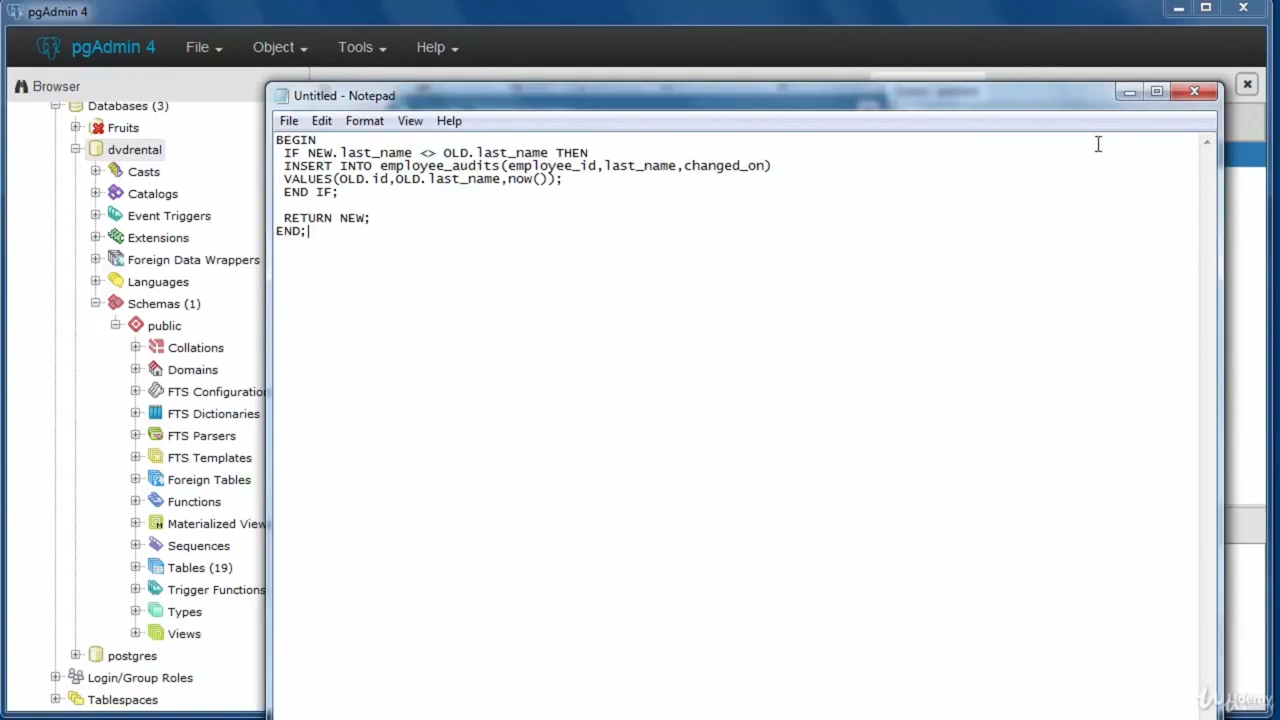 pgAdmin 4
pgAdmin 4 File Object Tools Help
Browser
Databases (3)
Fruits
dvdrental
Casts
Catalogs
Event Triggers
Extensions
Foreign Data Wrappers
Languages
Schemas (1)
public
Collations
Domains
FTS Configuratio
FTS Dictionaries
FTS Parsers
FTS Templates
Foreign Tables
Functions
Materialized View
Sequences
Tables (19)
Trigger Functions
Types
Views
postgres
Login/Group Roles
Tablespaces
Untitled - Notepad
File Edit Format View Help
BEGIN
IF NEW.last_name <> OLD.last_name THEN
INSERT INTO employee_audits(employee_id,last_name,changed_on)
VALUES(OLD.id,OLD.last_name,now());
END IF;
RETURN NEW;
END;
Udemy